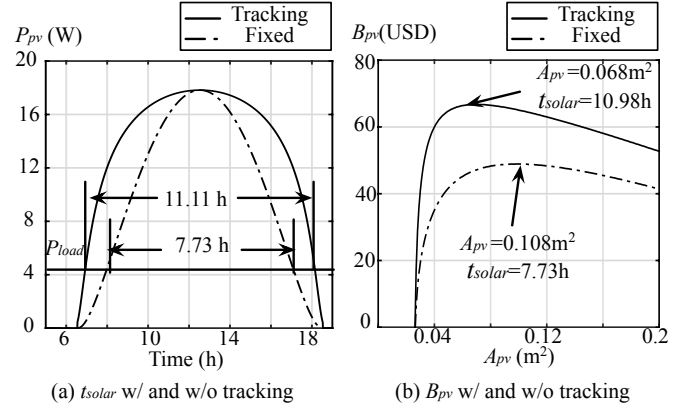 Tracking
Fixed
P_pv (W)
20
16
12
8
4
0
11.11 h
7.73 h
P_load
6 10 14 18
Time (h)
(a) t_solar w/ and w/o tracking
Tracking
Fixed
B_pv(USD)
80
60
40
20
0
A_pv=0.068m²
t_solar=10.98h
A_pv=0.108m²
t_solar=7.73h
0.04 0.12 0.2
A_pv (m²)
(b) B_pv w/ and w/o tracking